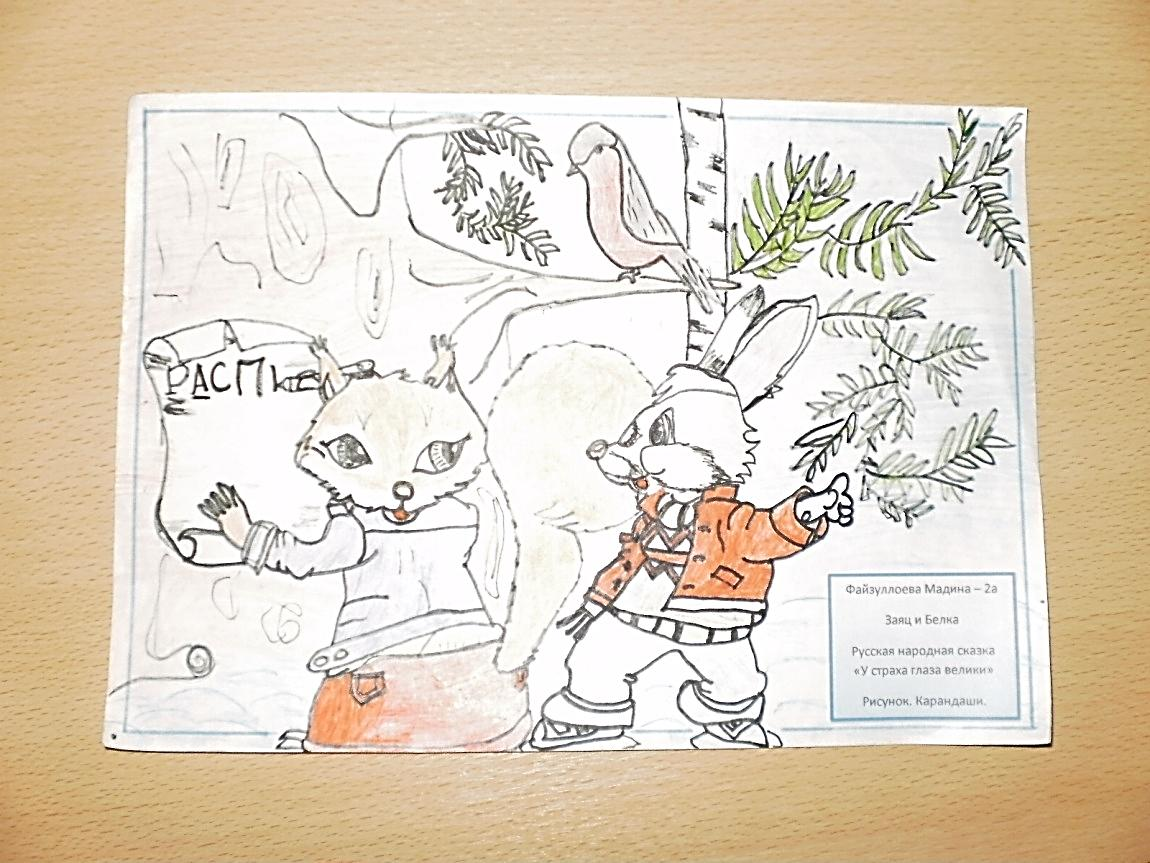 Файзуллоева Мадина – 2а
Заяц и Белка
Русская народная сказка
«У страха глаза велики»
Рисунок. Карандаши.